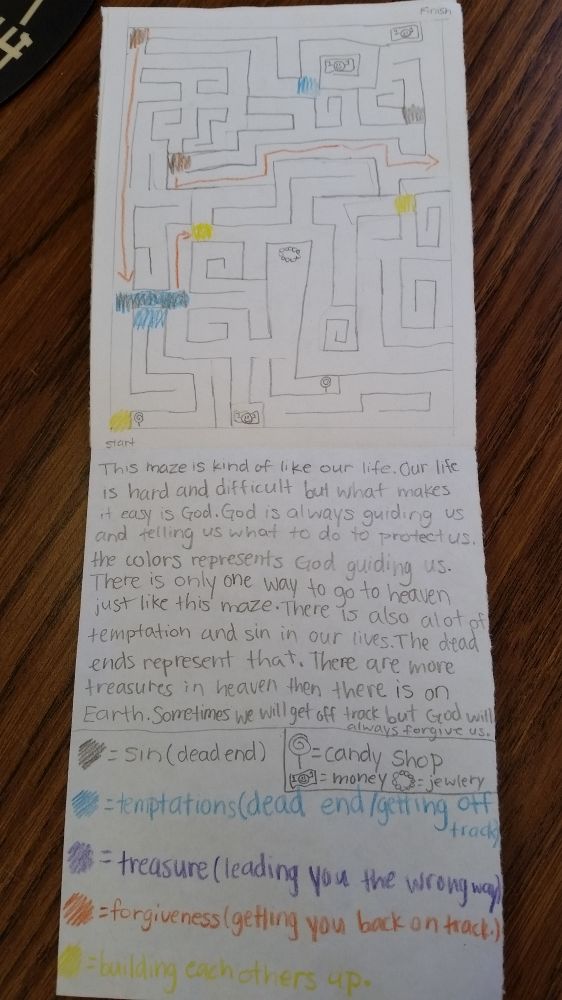 Finish
start
This maze is kind of like our life. Our life
is hard and difficult but what makes
it easy is God. God is always guiding us
and telling us what to do to protect us.
the colors represents God guiding us.
There is only one way to go to heaven
just like this maze. There is also alot of
temptation and sin in our lives. The dead
ends represent that. There are more
treasures in heaven then there is on
Earth. Sometimes we will get off track but God will
always forgive us.
= sin (dead end)
= candy shop
= money = jewlery
= temptations (dead end/getting off
track)
= treasure (leading you the wrong way)
= forgiveness (getting you back on track.)
= building each others up.